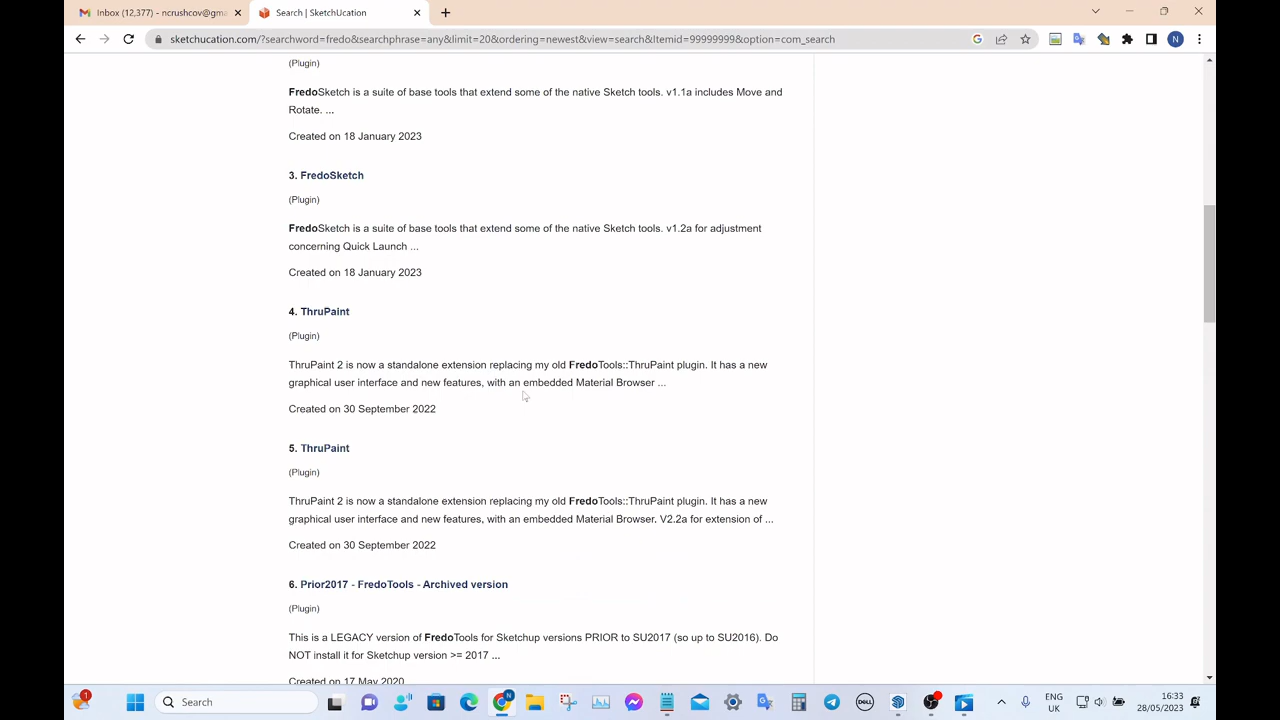 Inbox (12,377) - ncrushcov@gma
Search | SketchUcation
sketchucation.com/?searchword=fredo&searchphrase=any&limit=20&ordering=newest&view=search&Itemid=99999999&option=com_search
N
(Plugin)
FredoSketch is a suite of base tools that extend some of the native Sketch tools. v1.1a includes Move and
Rotate. ...
Created on 18 January 2023
3. FredoSketch
(Plugin)
FredoSketch is a suite of base tools that extend some of the native Sketch tools. v1.2a for adjustment
concerning Quick Launch ...
Created on 18 January 2023
4. ThruPaint
(Plugin)
ThruPaint 2 is now a standalone extension replacing my old FredoTools::ThruPaint plugin. It has a new
graphical user interface and new features, with an embedded Material Browser ...
Created on 30 September 2022
5. ThruPaint
(Plugin)
ThruPaint 2 is now a standalone extension replacing my old FredoTools::ThruPaint plugin. It has a new
graphical user interface and new features, with an embedded Material Browser. V2.2a for extension of ...
Created on 30 September 2022
6. Prior2017 - FredoTools - Archived version
(Plugin)
This is a LEGACY version of FredoTools for Sketchup versions PRIOR to SU2017 (so up to SU2016). Do
NOT install it for Sketchup version >= 2017 ...
Created on 17 May 2020
1
Search
N
DELL
ENG
UK
16:33
28/05/2023